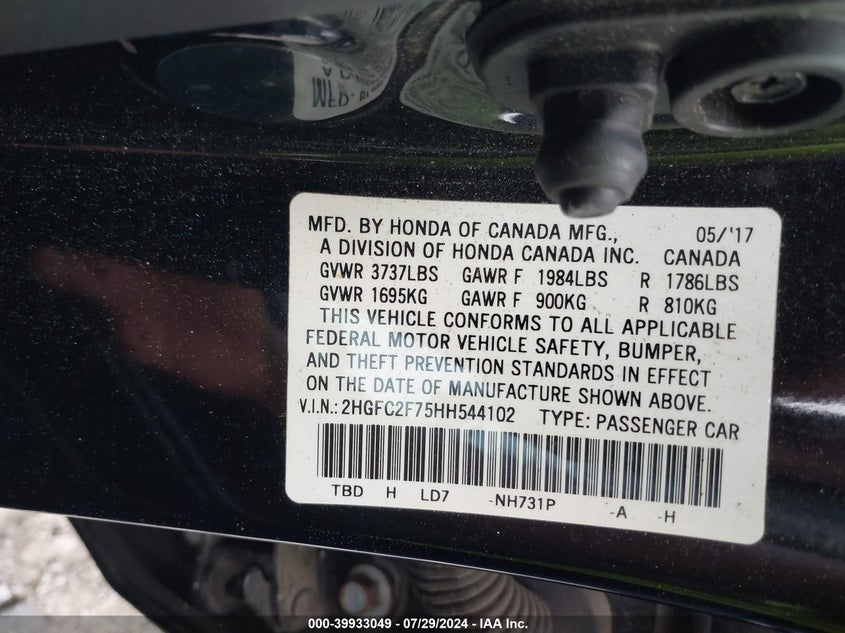 MFD. BY HONDA OF CANADA MFG., 05/'17
A DIVISION OF HONDA CANADA INC. CANADA
GVWR 3737LBS GAWR F 1984LBS R 1786LBS
GVWR 1695KG GAWR F 900KG R 810KG
THIS VEHICLE CONFORMS TO ALL APPLICABLE
FEDERAL MOTOR VEHICLE SAFETY, BUMPER,
AND THEFT PREVENTION STANDARDS IN EFFECT
ON THE DATE OF MANUFACTURE SHOWN ABOVE.
V.I.N.: 2HGFC2F75HH544102 TYPE: PASSENGER CAR
TBD H LD7 -NH731P -A -H
000-39933049 / 07/29/2024 - IAA Inc.